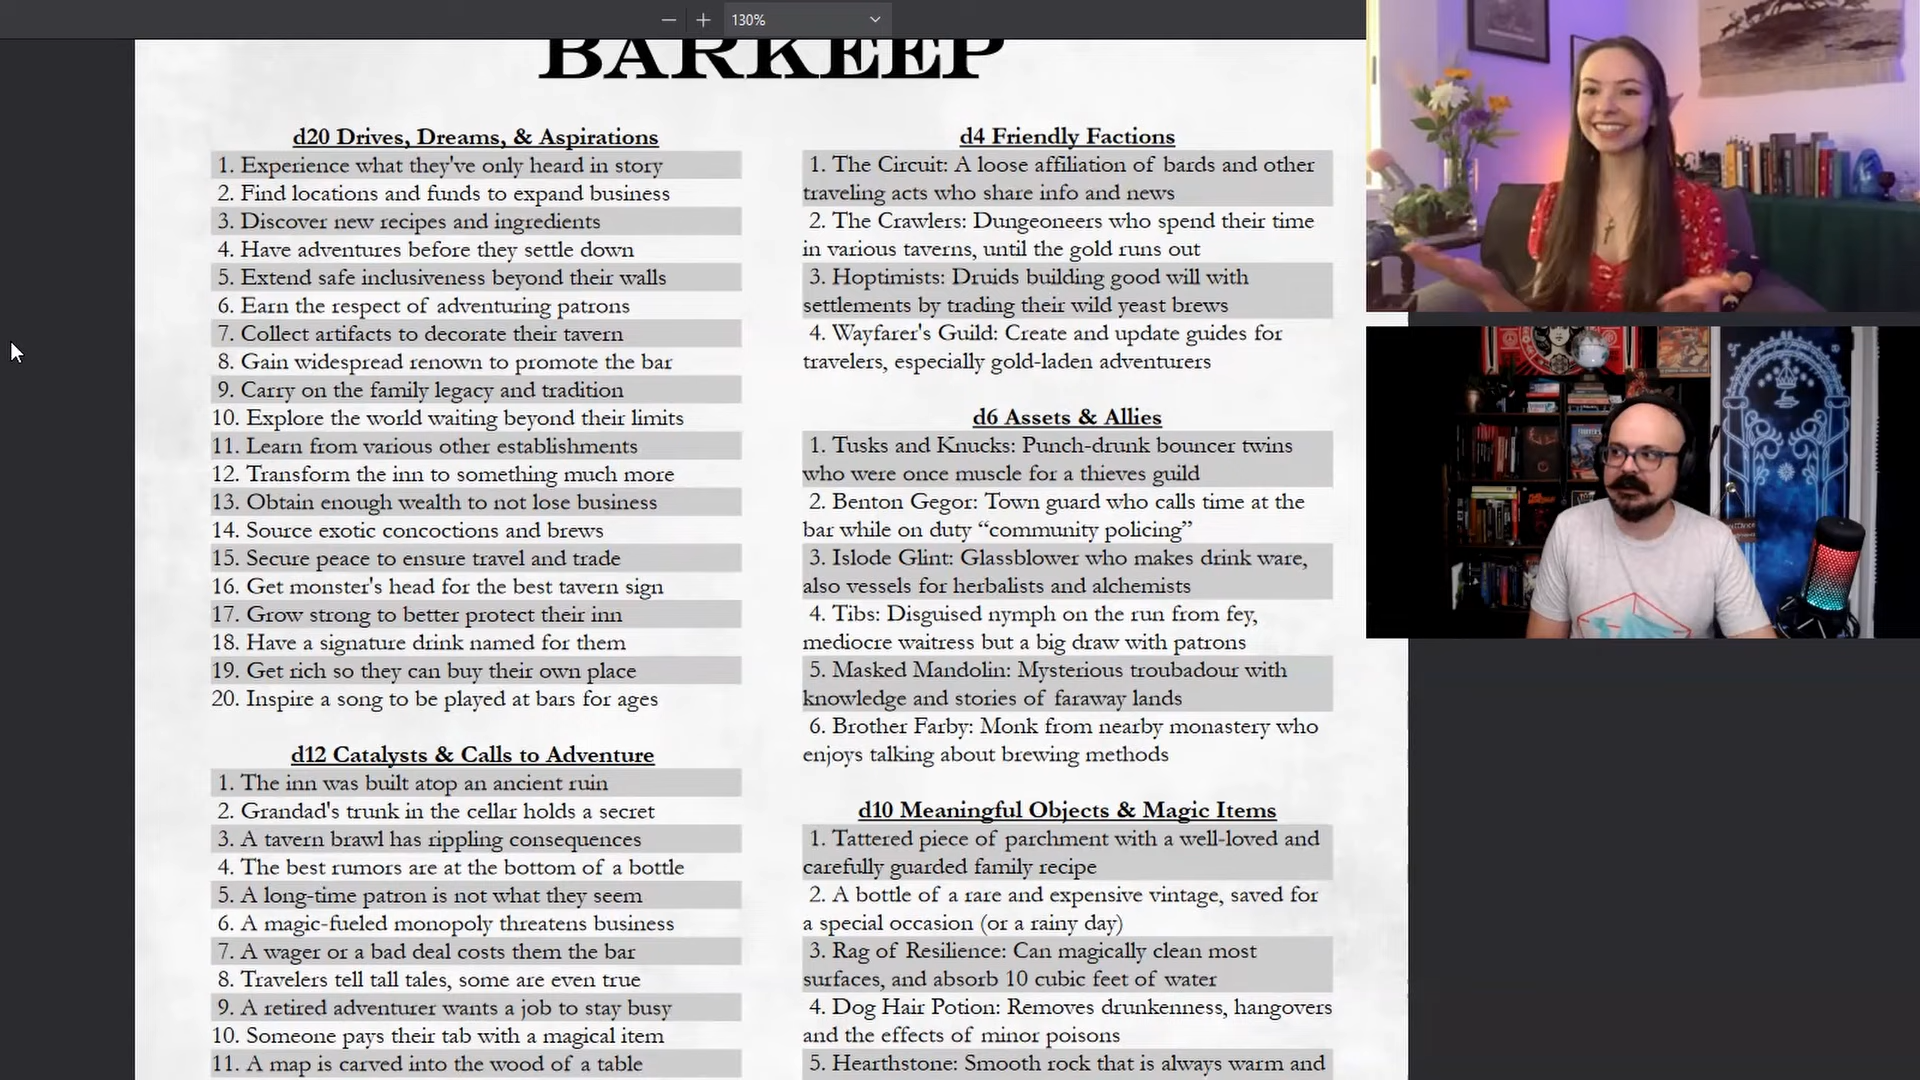 130%
BARKEEP
d20 Drives, Dreams, & Aspirations
1. Experience what they've only heard in story
2. Find locations and funds to expand business
3. Discover new recipes and ingredients
4. Have adventures before they settle down
5. Extend safe inclusiveness beyond their walls
6. Earn the respect of adventuring patrons
7. Collect artifacts to decorate their tavern
8. Gain widespread renown to promote the bar
9. Carry on the family legacy and tradition
10. Explore the world waiting beyond their limits
11. Learn from various other establishments
12. Transform the inn to something much more
13. Obtain enough wealth to not lose business
14. Source exotic concoctions and brews
15. Secure peace to ensure travel and trade
16. Get monster's head for the best tavern sign
17. Grow strong to better protect their inn
18. Have a signature drink named for them
19. Get rich so they can buy their own place
20. Inspire a song to be played at bars for ages
d12 Catalysts & Calls to Adventure
1. The inn was built atop an ancient ruin
2. Grandad's trunk in the cellar holds a secret
3. A tavern brawl has rippling consequences
4. The best rumors are at the bottom of a bottle
5. A long-time patron is not what they seem
6. A magic-fueled monopoly threatens business
7. A wager or a bad deal costs them the bar
8. Travelers tell tall tales, some are even true
9. A retired adventurer wants a job to stay busy
10. Someone pays their tab with a magical item
11. A map is carved into the wood of a table
d4 Friendly Factions
1. The Circuit: A loose affiliation of bards and other
traveling acts who share info and news
2. The Crawlers: Dungeoneers who spend their time
in various taverns, until the gold runs out
3. Hoptimists: Druids building good will with
settlements by trading their wild yeast brews
4. Wayfarer's Guild: Create and update guides for
travelers, especially gold-laden adventurers
d6 Assets & Allies
1. Tusks and Knucks: Punch-drunk bouncer twins
who were once muscle for a thieves guild
2. Benton Gegor: Town guard who calls time at the
bar while on duty “community policing”
3. Islode Glint: Glassblower who makes drink ware,
also vessels for herbalists and alchemists
4. Tibs: Disguised nymph on the run from fey,
mediocre waitress but a big draw with patrons
5. Masked Mandolin: Mysterious troubadour with
knowledge and stories of faraway lands
6. Brother Farby: Monk from nearby monastery who
enjoys talking about brewing methods
d10 Meaningful Objects & Magic Items
1. Tattered piece of parchment with a well-loved and
carefully guarded family recipe
2. A bottle of a rare and expensive vintage, saved for
a special occasion (or a rainy day)
3. Rag of Resilience: Can magically clean most
surfaces, and absorb 10 cubic feet of water
4. Dog Hair Potion: Removes drunkenness, hangovers
and the effects of minor poisons
5. Hearthstone: Smooth rock that is always warm and